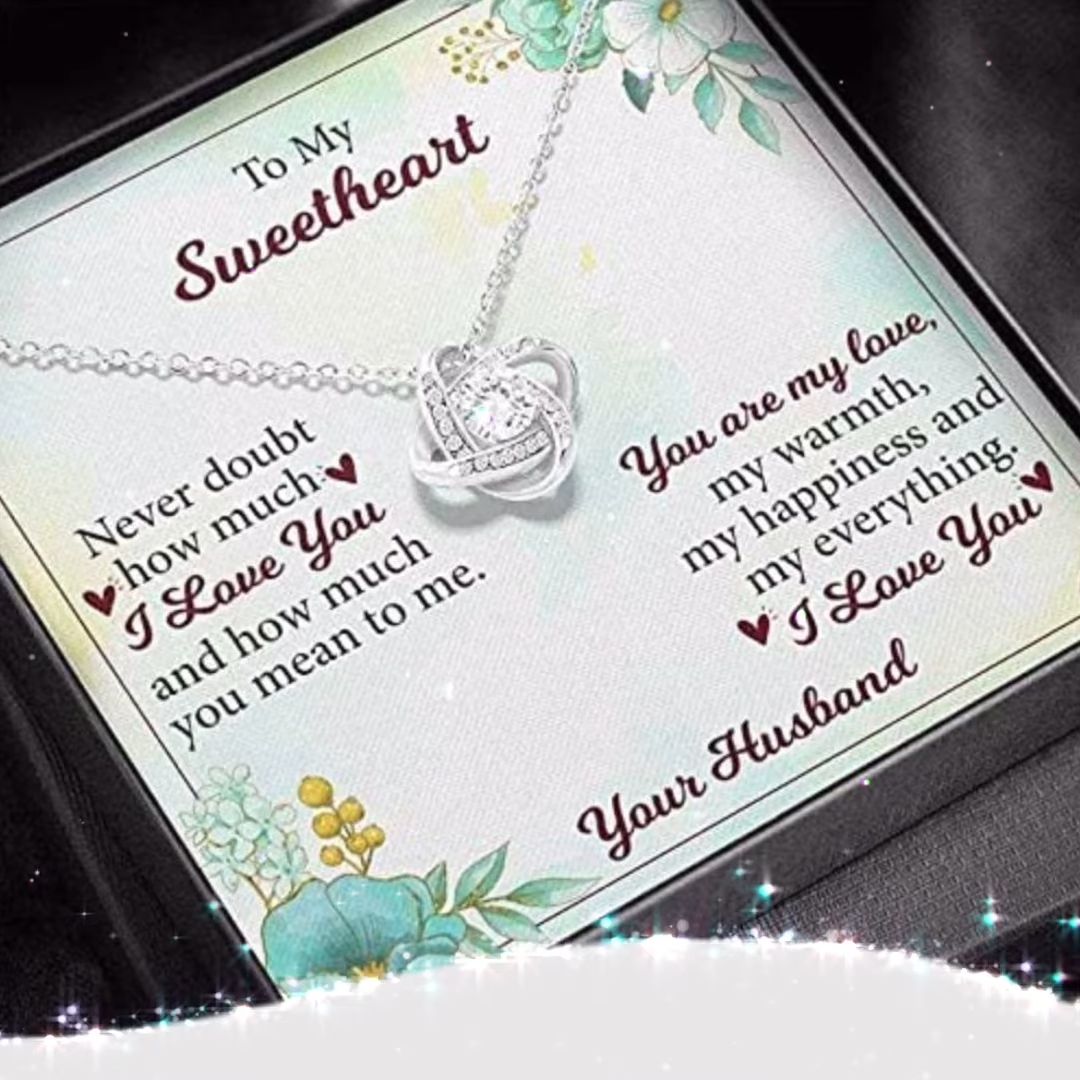 To My
Sweetheart
Never doubt
how much
I Love You
and how much
you mean to me.
You are my love,
my warmth,
my happiness and
my everything.
I Love You
Your Husband